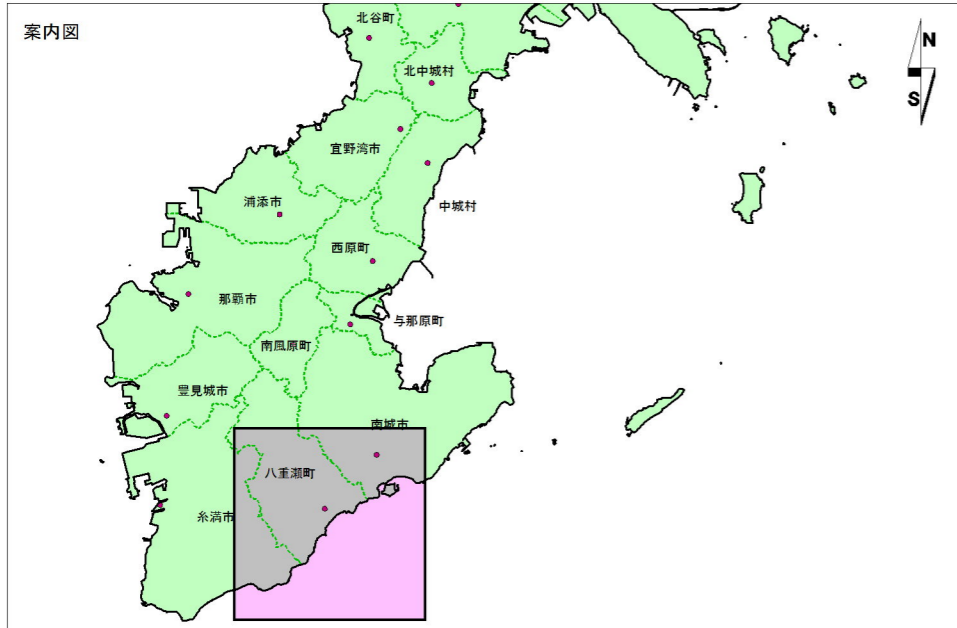 案内図
北谷町
N
S
北中城村
宜野湾市
浦添市
中城村
西原町
那覇市
与那原町
南風原町
豊見城市
南城市
八重瀬町
糸満市